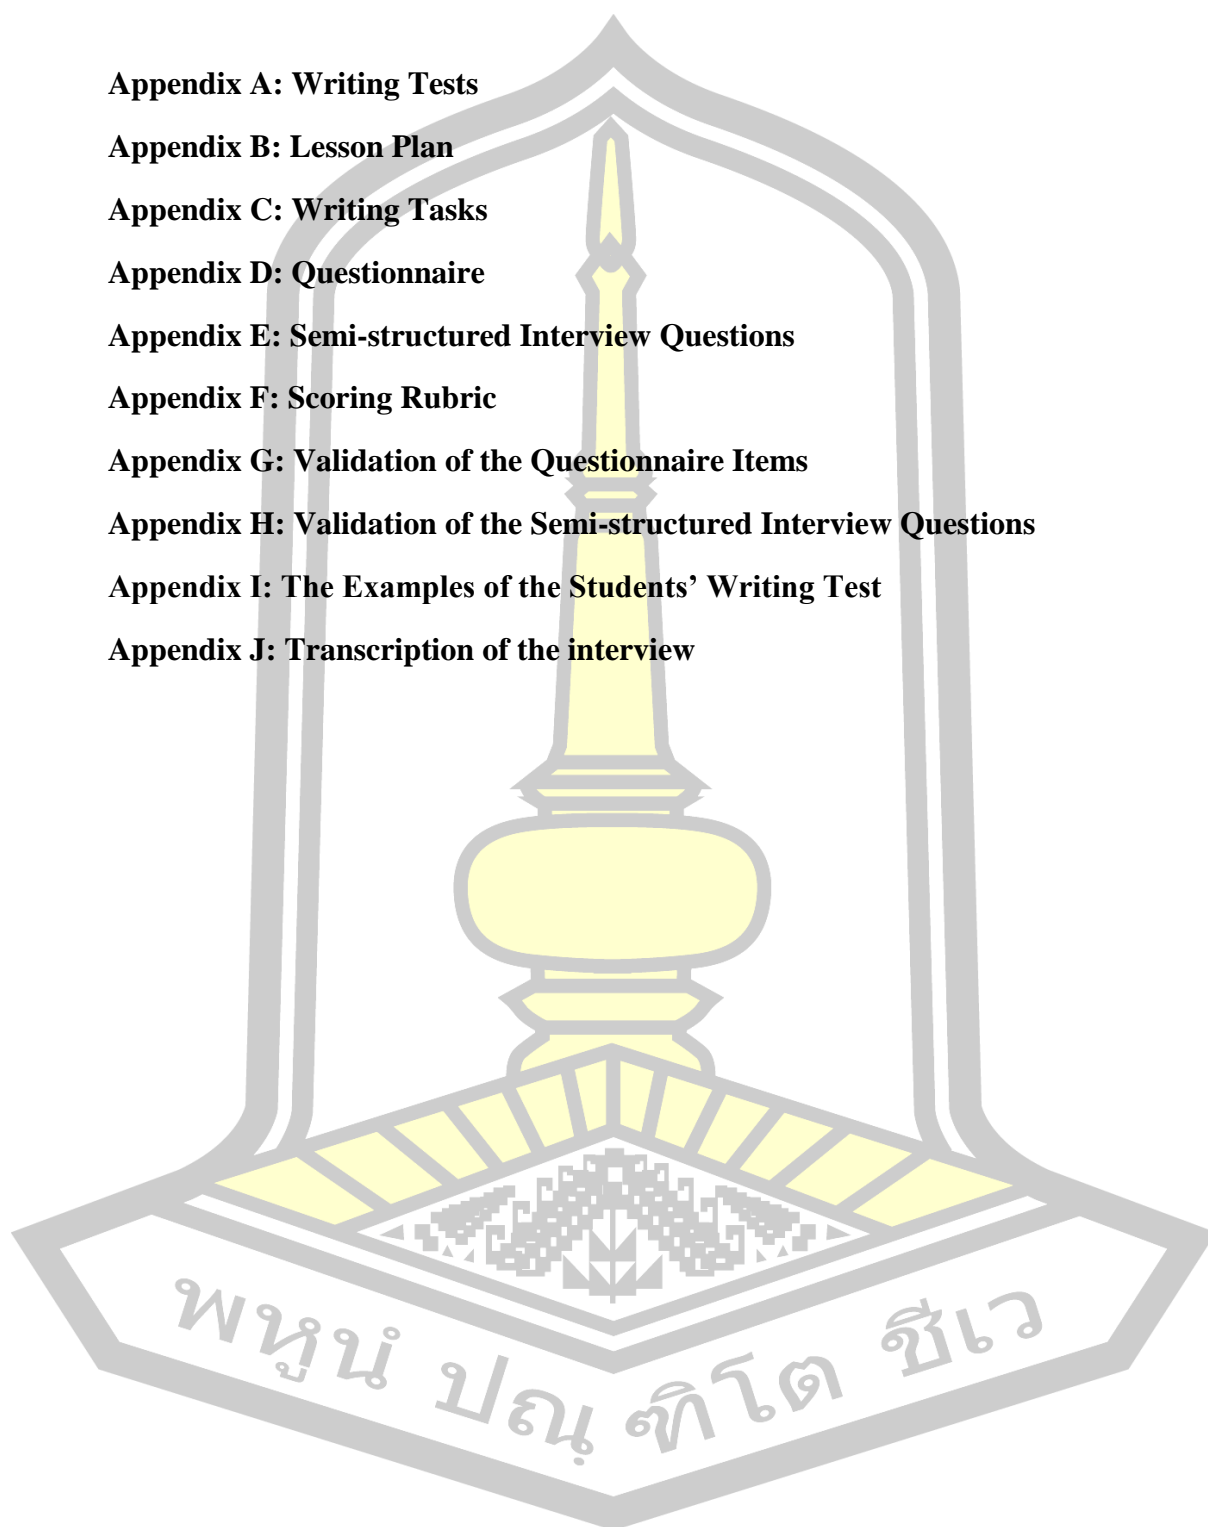 Appendix A: Writing Tests
Appendix B: Lesson Plan
Appendix C: Writing Tasks
Appendix D: Questionnaire
Appendix E: Semi-structured Interview Questions
Appendix F: Scoring Rubric
Appendix G: Validation of the Questionnaire Items
Appendix H: Validation of the Semi-structured Interview Questions
Appendix I: The Examples of the Students’ Writing Test
Appendix J: Transcription of the interview
พหูนํ ปณฺ ฑิโต ชีเว